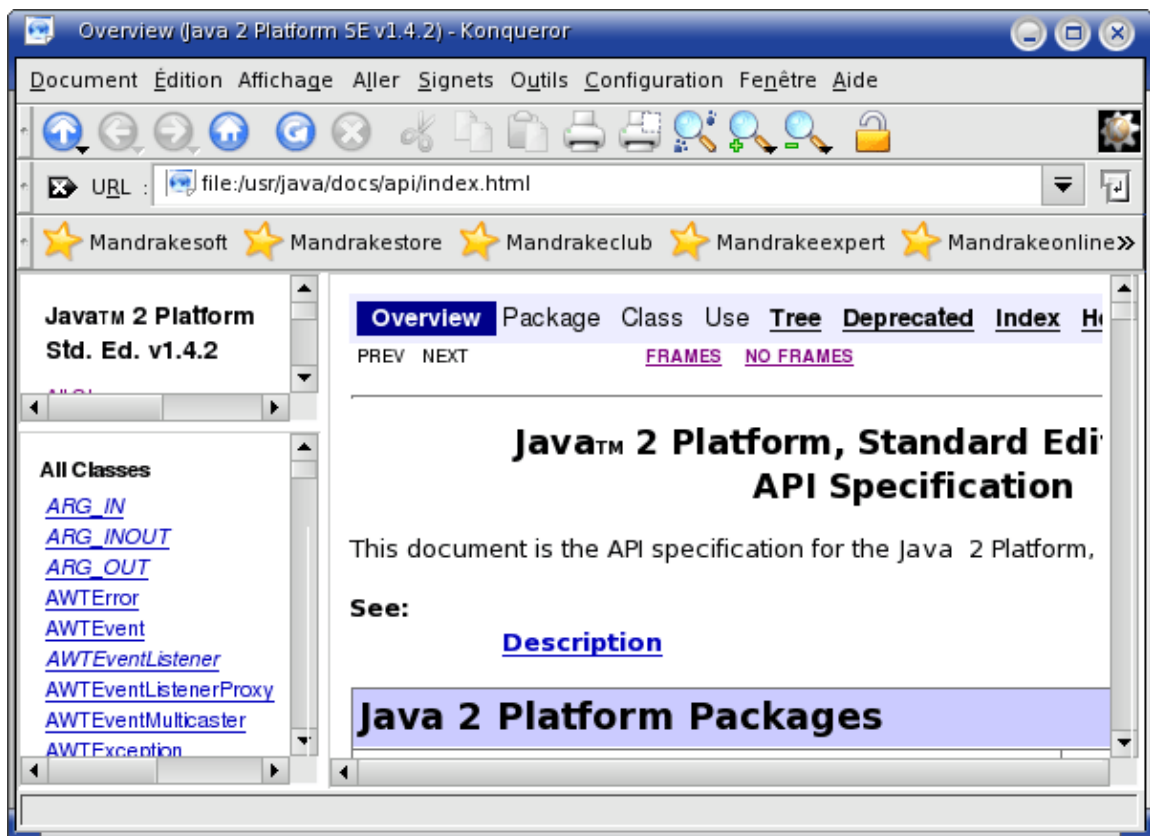 Overview (Java 2 Platform SE v1.4.2) - Konqueror
Document Édition Affichage Aller Signets Outils Configuration Fenêtre Aide
URL : file:/usr/java/docs/api/index.html
Mandrakesoft Mandrakestore Mandrakeclub Mandrakeexpert Mandrakeonline
Java™ 2 Platform
Std. Ed. v1.4.2
All Classes
ARG_IN
ARG_INOUT
ARG_OUT
AWTError
AWTEvent
AWTEventListener
AWTEventListenerProxy
AWTEventMulticaster
AWTException
Overview Package Class Use Tree Deprecated Index
PREV NEXT FRAMES NO FRAMES
Java™ 2 Platform, Standard Edi
API Specification
This document is the API specification for the Java 2 Platform,
See:
Description
Java 2 Platform Packages